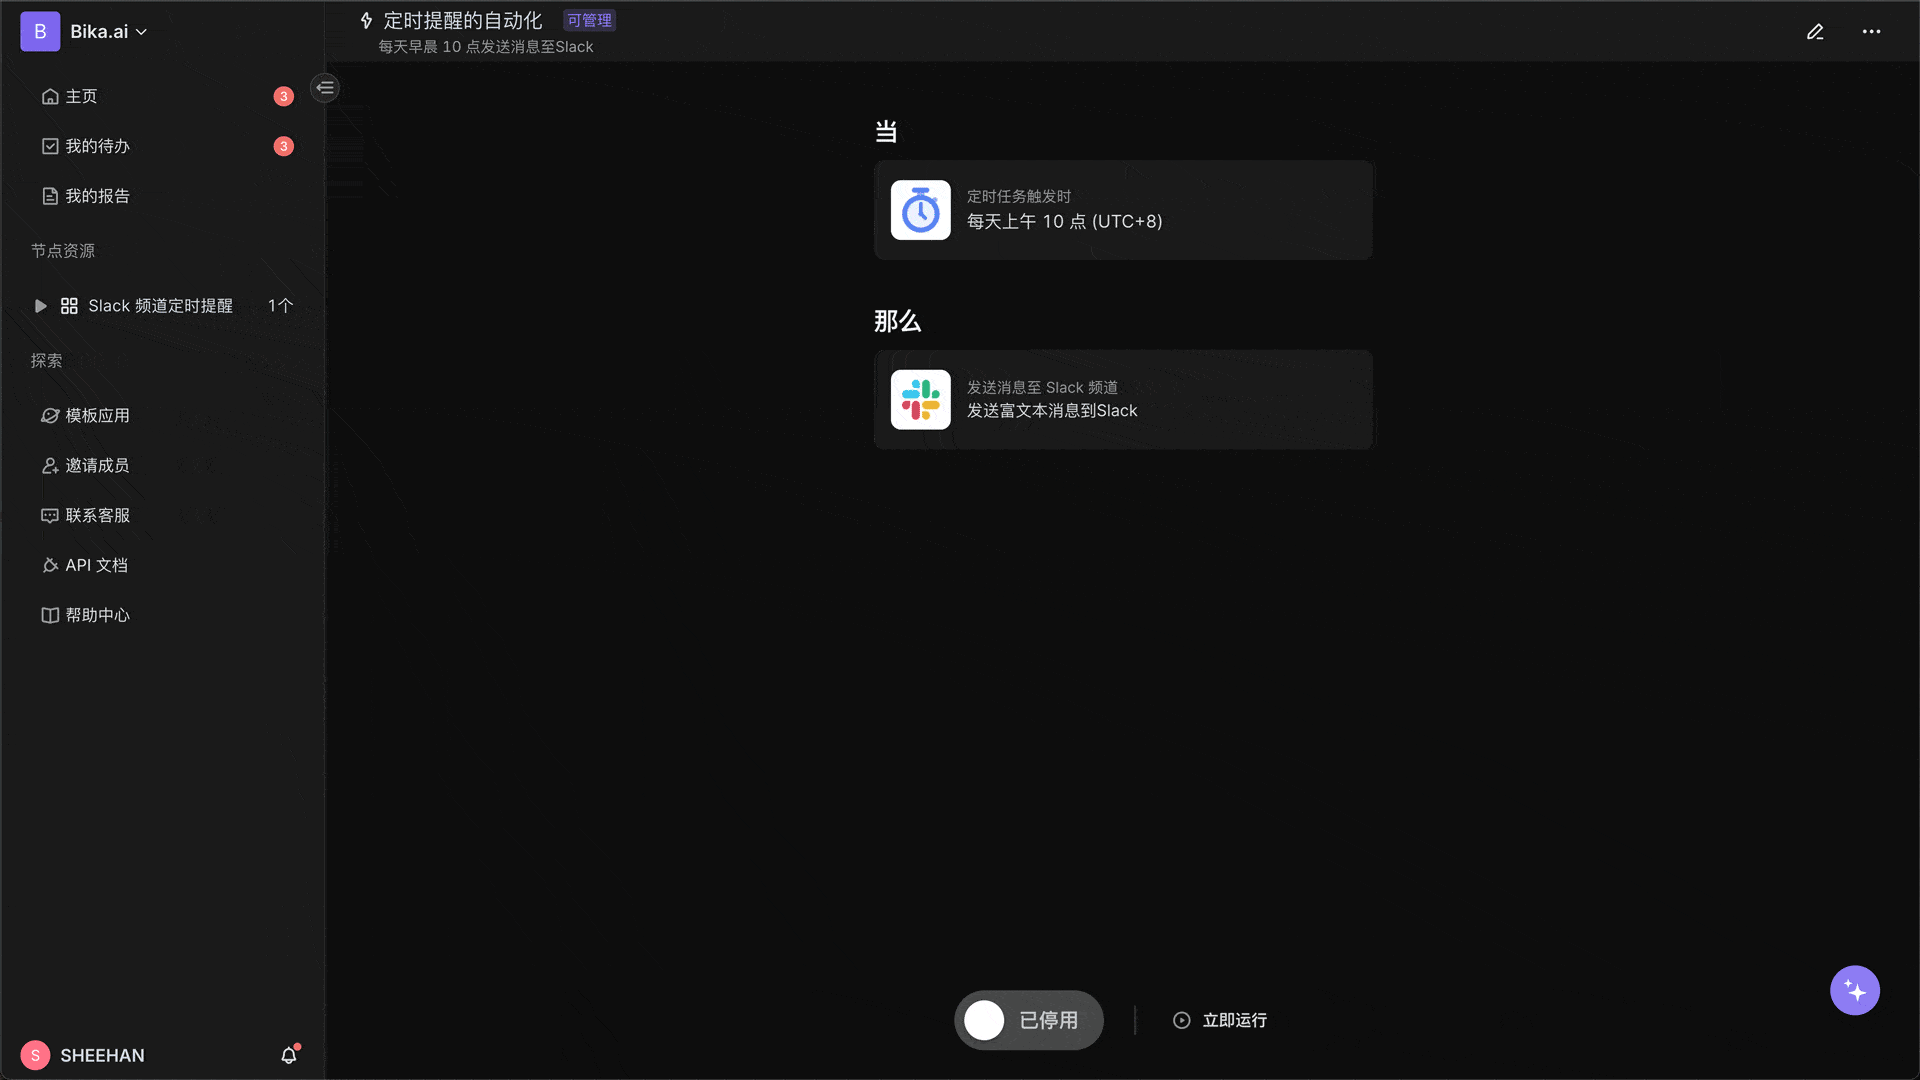 B
Bika.ai
主页
3
我的待办
3
我的报告
节点资源
Slack 频道定时提醒
1个
探索
模板应用
邀请成员
联系客服
API 文档
帮助中心
S
SHEEHAN
定时提醒的自动化
可管理
每天早晨 10 点发送消息至Slack
当
定时任务触发时
每天上午 10 点 (UTC+8)
那么
发送消息至 Slack 频道
发送富文本消息到Slack
已停用
立即运行